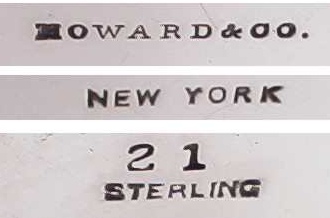 HOWARD & CO.
NEW YORK
21
STERLING